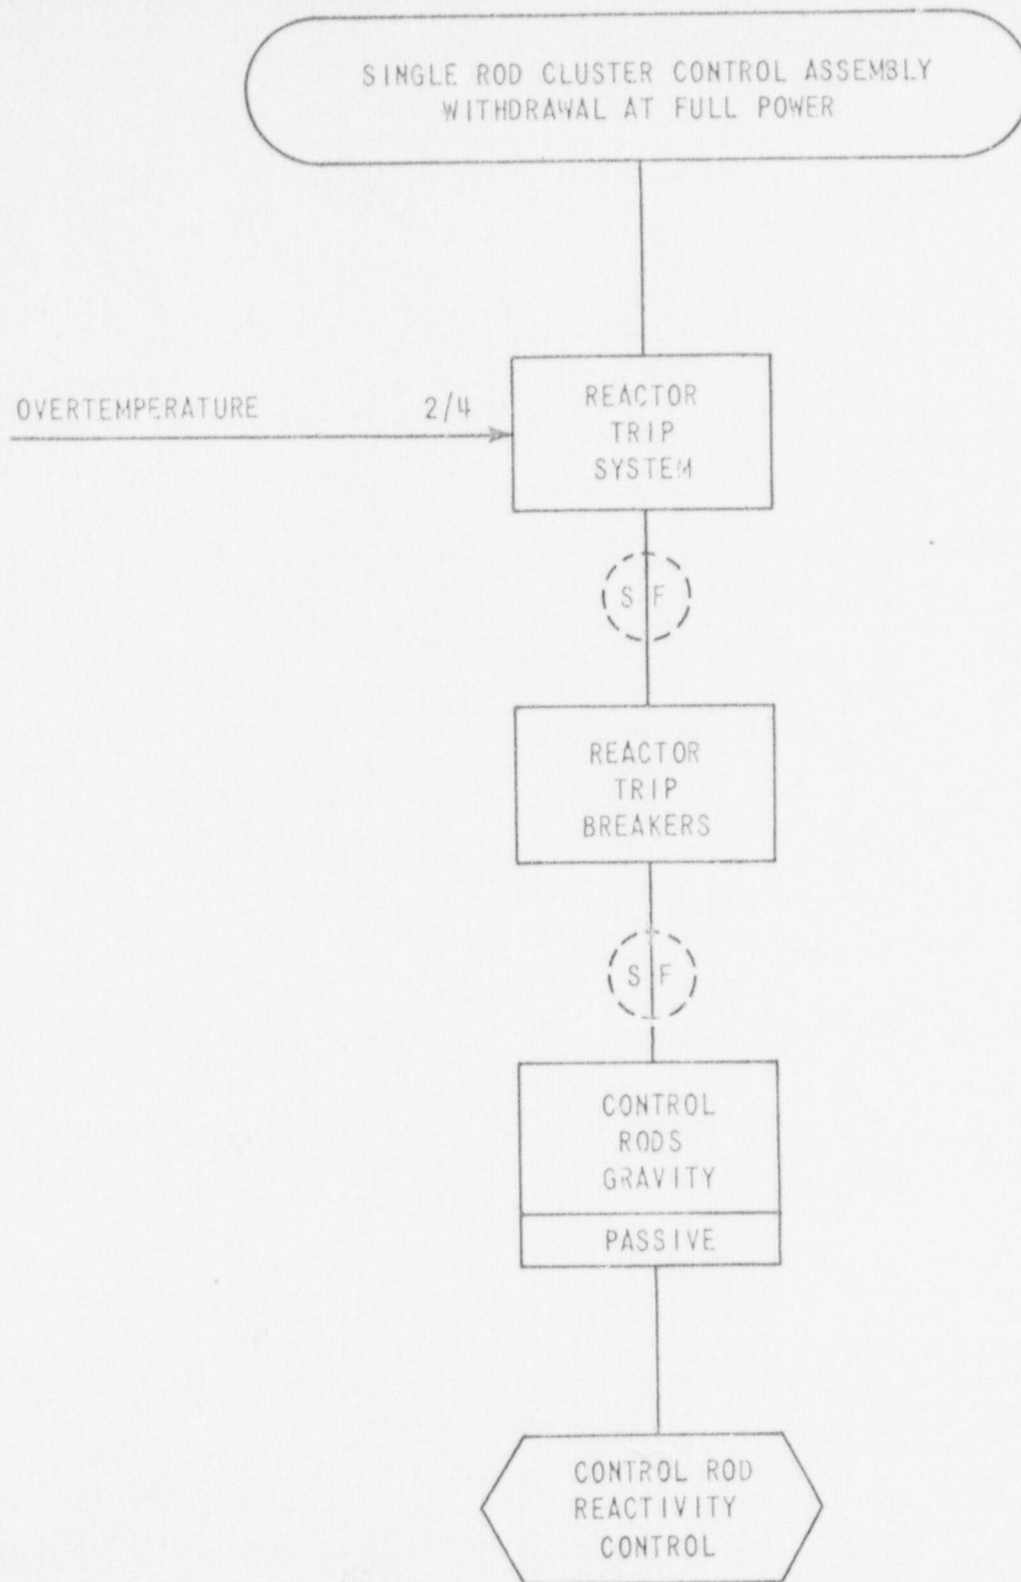 SINGLE ROD CLUSTER CONTROL ASSEMBLY
WITHDRAWAL AT FULL POWER
OVERTEMPERATURE 2/4
REACTOR
TRIP
SYSTEM
S F
REACTOR
TRIP
BREAKERS
S F
CONTROL
RODS
GRAVITY
PASSIVE
CONTROL ROD
REACTIVITY
CONTROL